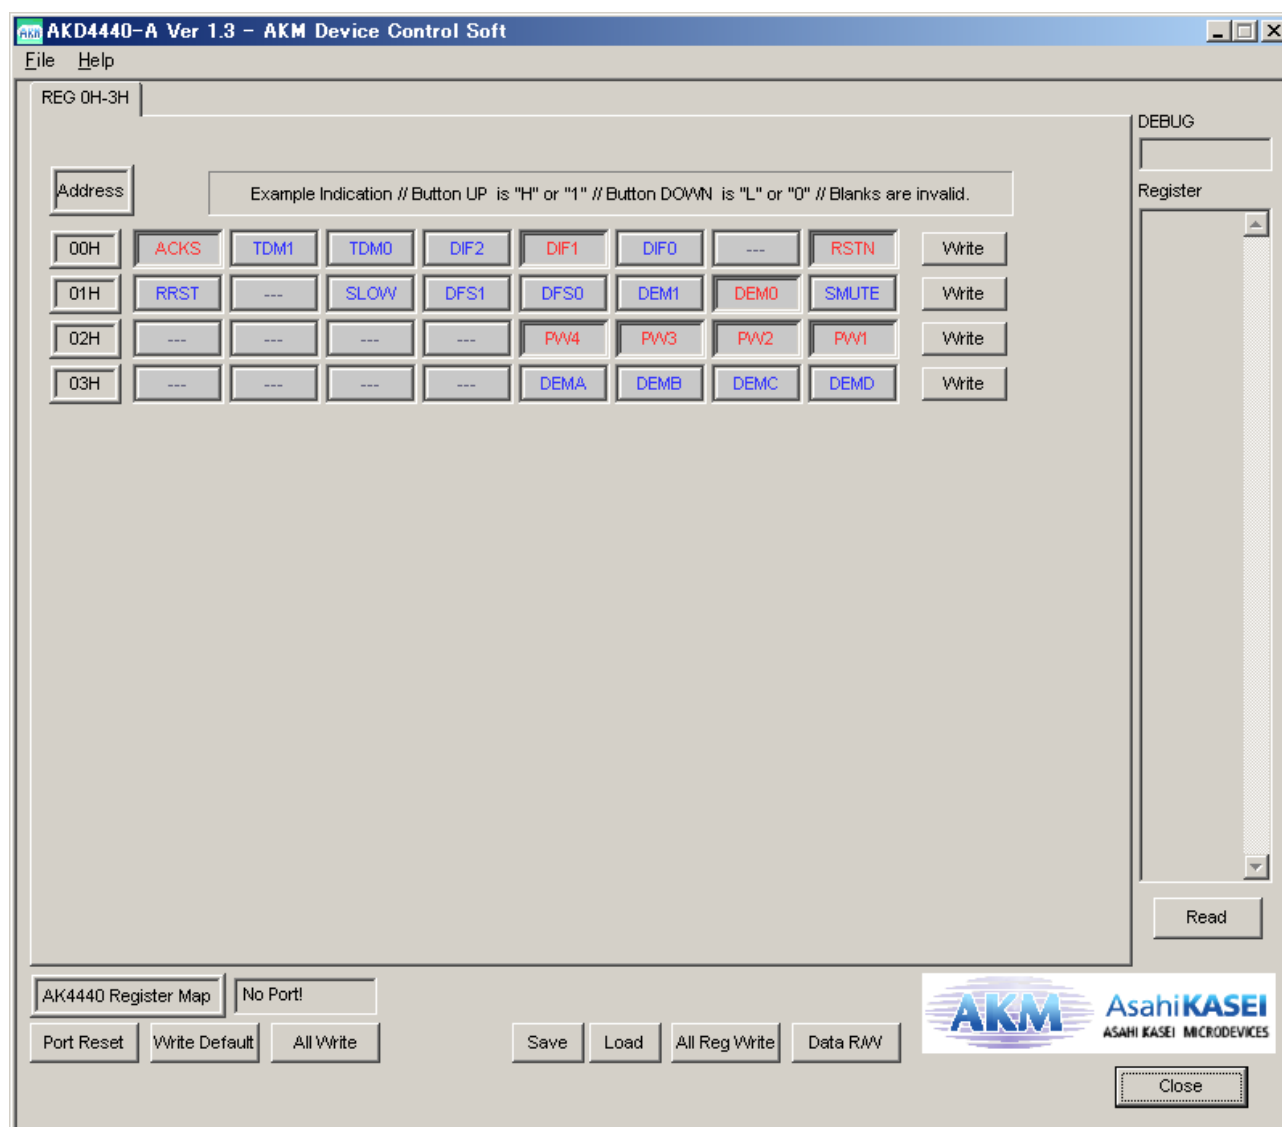 AKM AKD4440-A Ver 1.3 - AKM Device Control Soft
File Help
REG 0H-3H
DEBUG
Address Example Indication // Button UP is "H" or "1" // Button DOWN is "L" or "0" // Blanks are invalid. Register
00H ACKS TDM1 TDM0 DIF2 DIF1 DIF0 --- RSTN Write
01H RRST --- SLOW DFS1 DFS0 DEM1 DEM0 SMUTE Write
02H --- --- --- --- PW4 PW3 PW2 PW1 Write
03H --- --- --- --- DEMA DEMB DEMC DEMD Write
Read
AK4440 Register Map No Port!
AKM AsahiKASEI
ASAHI KASEI MICRODEVICES
Port Reset Write Default All Write Save Load All Reg Write Data R/W
Close